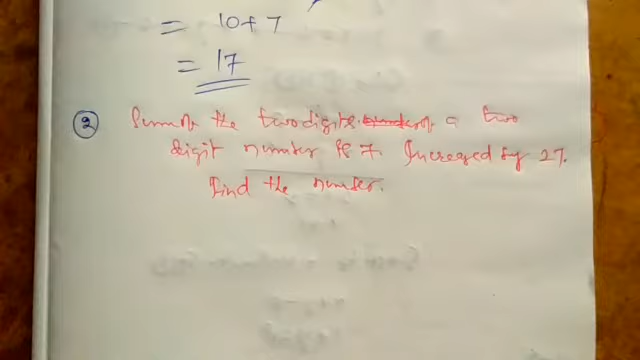 = 10+7
= 17
2 Sum of the two digits of a two
digit number is 7. Increased by 27.
Find the number.